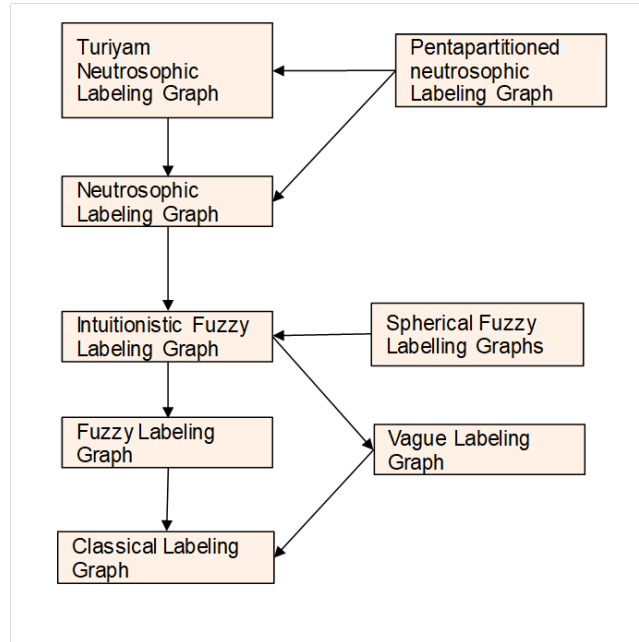 Turiyam
Neutrosophic
Labeling Graph
Pentapartitioned
neutrosophic
Labeling Graph
Neutrosophic
Labeling Graph
Intuitionistic Fuzzy
Labeling Graph
Spherical Fuzzy
Labelling Graphs
Fuzzy Labeling
Graph
Vague Labeling
Graph
Classical Labeling
Graph